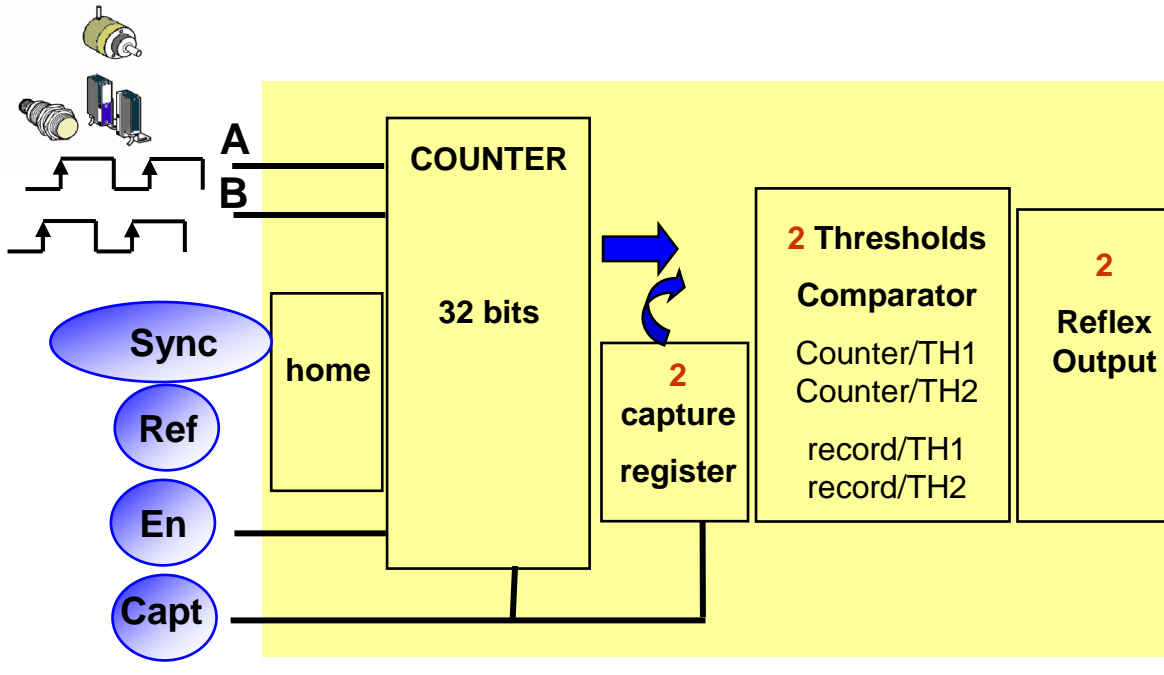 A
B
Sync
Ref
En
Capt
home
COUNTER
32 bits
2
capture
register
2 Thresholds
Comparator
Counter/TH1
Counter/TH2
record/TH1
record/TH2
2
Reflex
Output